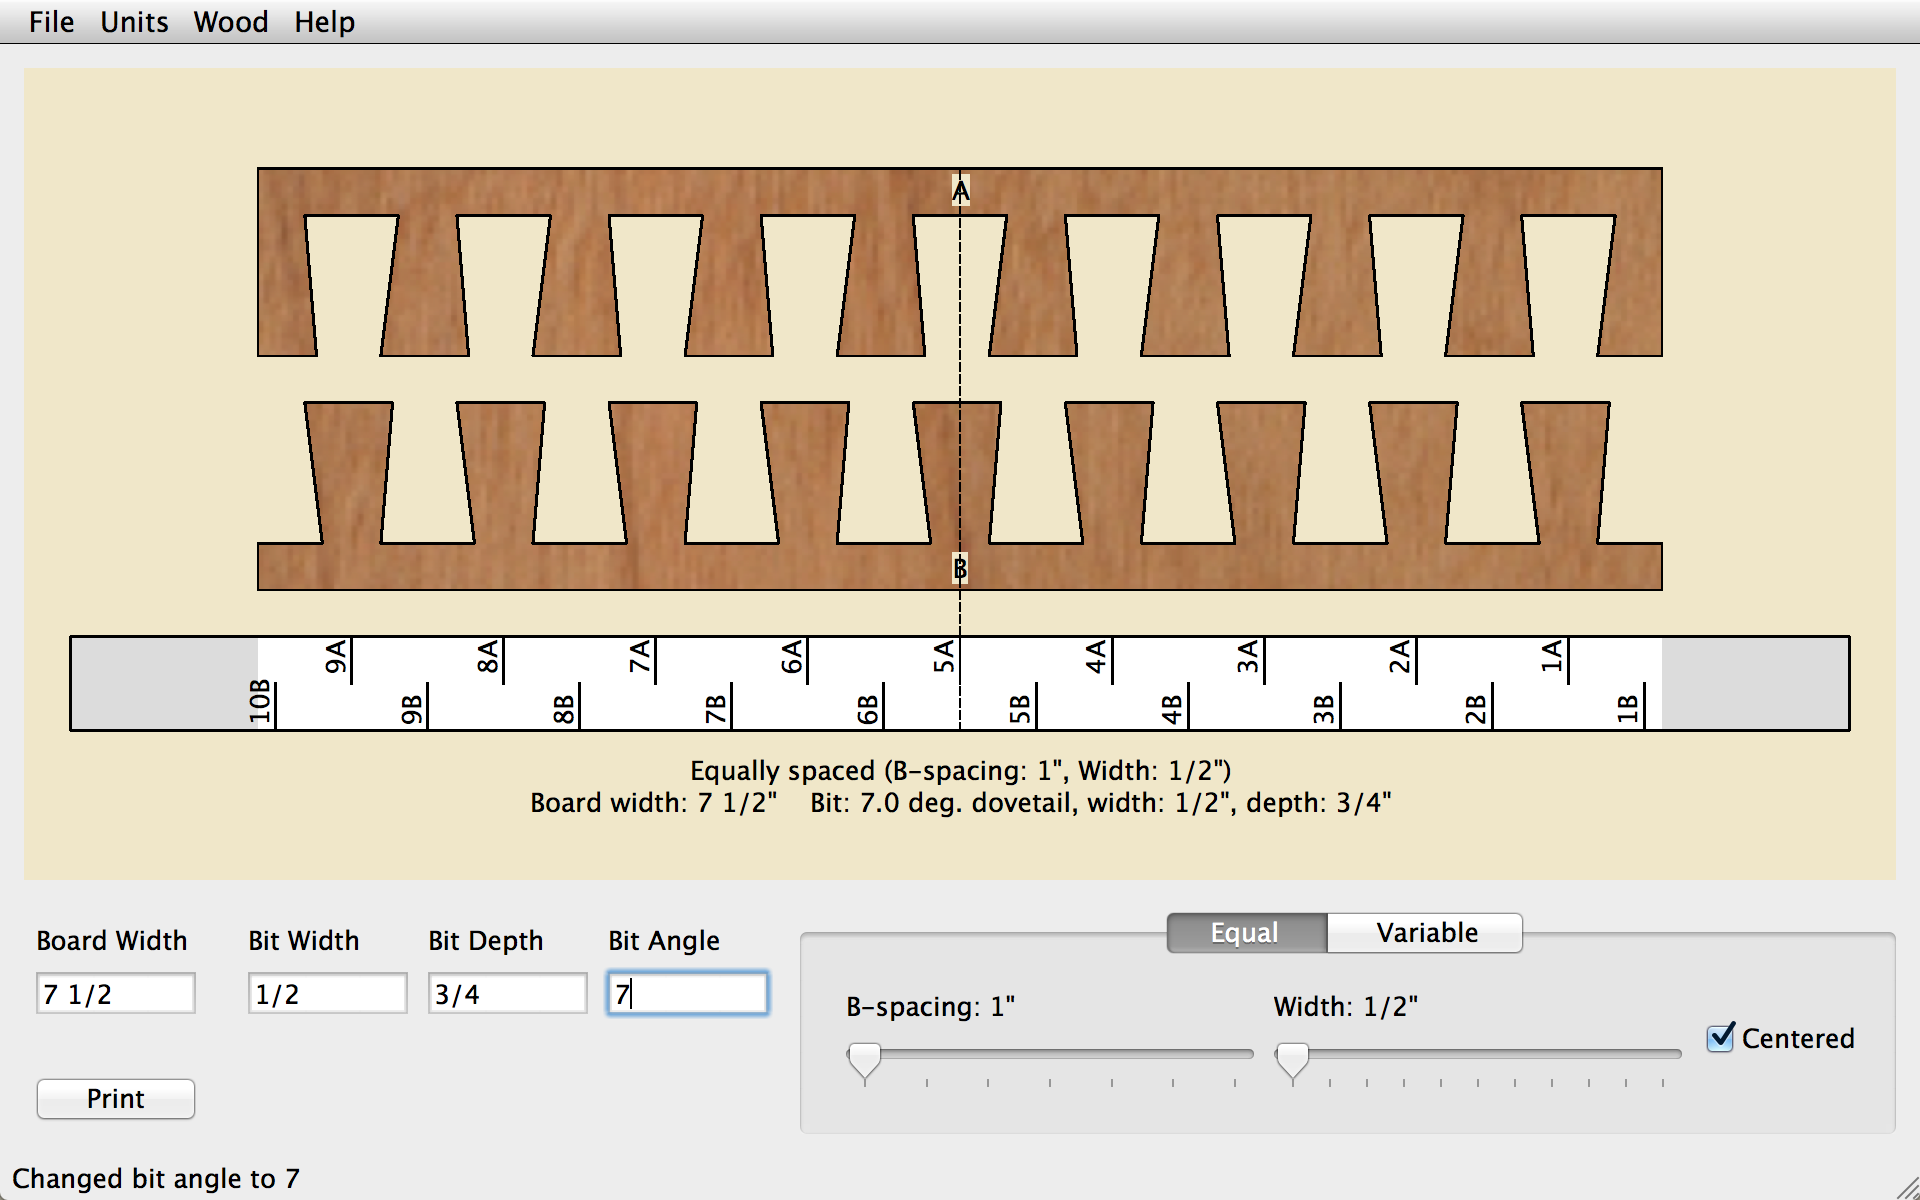 File Units Wood Help
A
B
9A 8A 7A 6A 5A 4A 3A 2A 1A
10B 9B 8B 7B 6B 5B 4B 3B 2B 1B
Equally spaced (B-spacing: 1", Width: 1/2")
Board width: 7 1/2" Bit: 7.0 deg. dovetail, width: 1/2", depth: 3/4"
Board Width Bit Width Bit Depth Bit Angle
7 1/2 1/2 3/4 7
Equal Variable
B-spacing: 1" Width: 1/2"
Centered
Print
Changed bit angle to 7